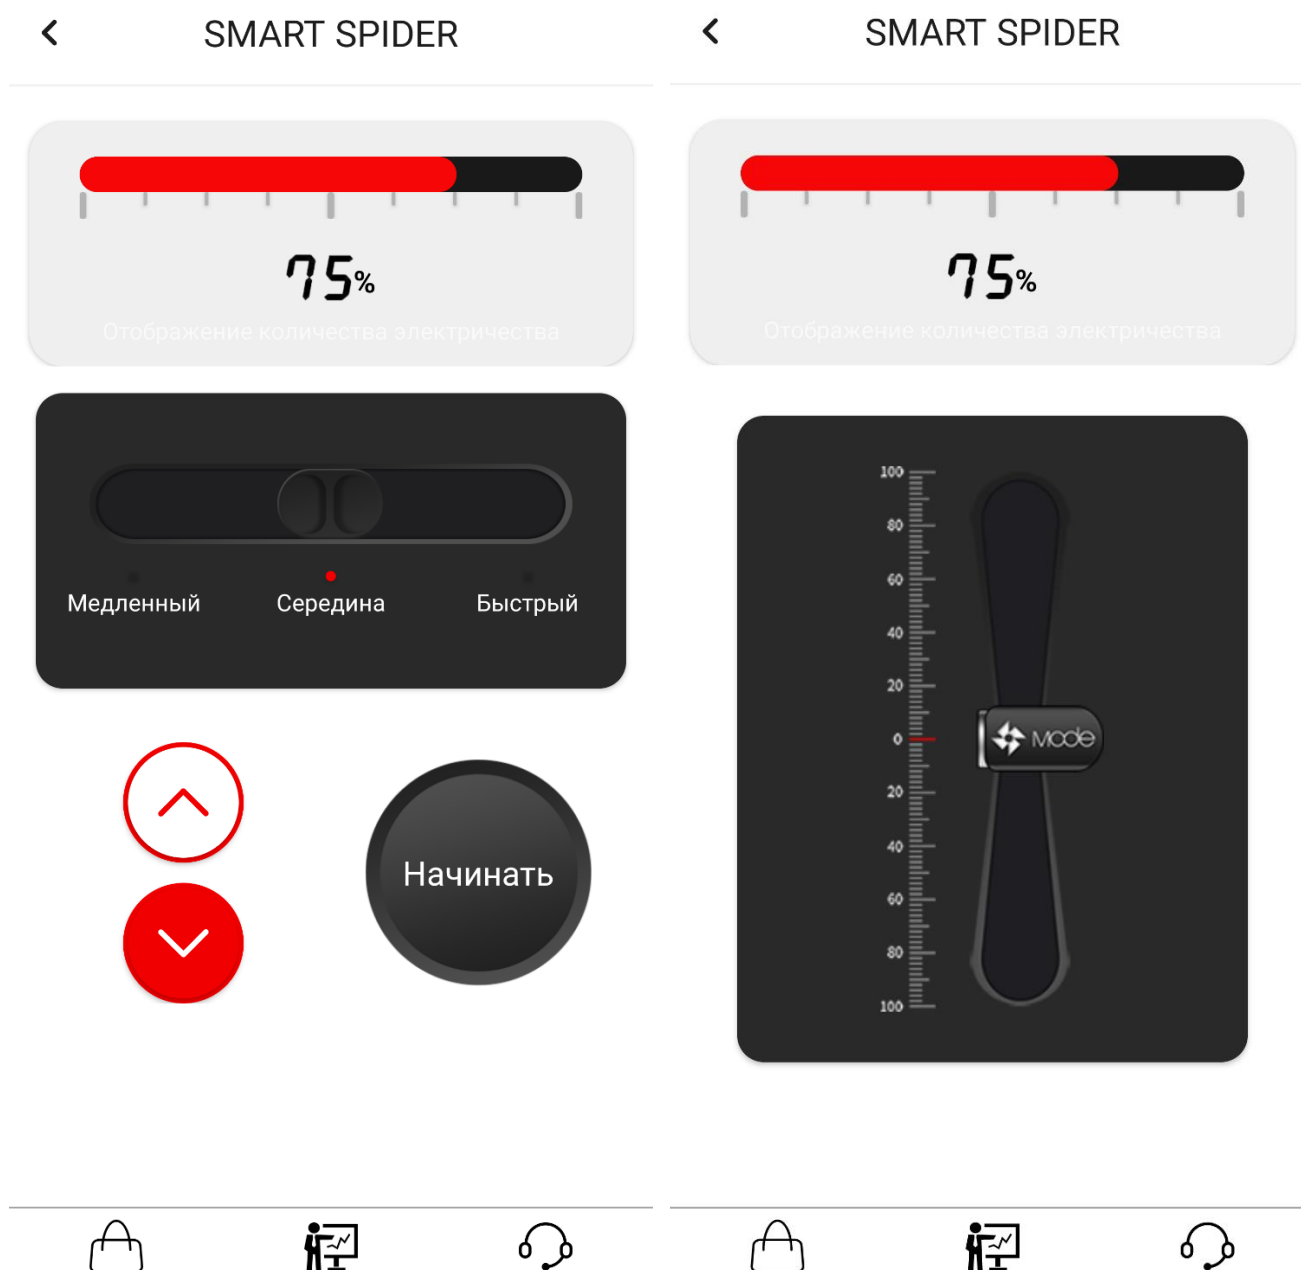 SMART SPIDER
75%
Отображение количества электричества
Медленный Середина Быстрый
Начинать
SMART SPIDER
75%
Отображение количества электричества
100
80
60
40
20
0
MODE
20
40
60
80
100